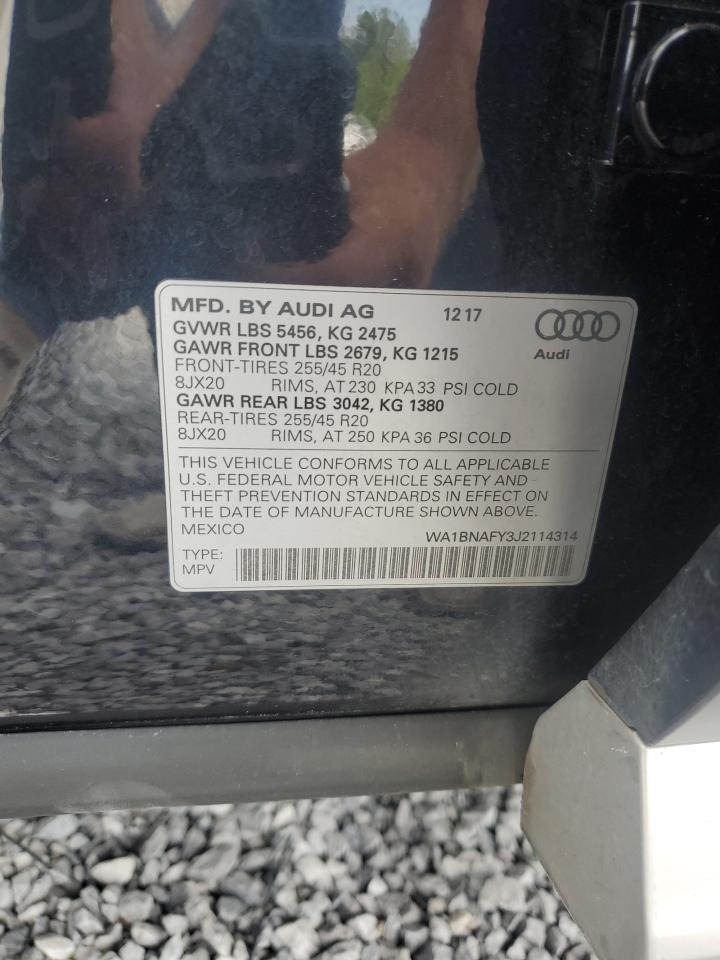 MFD. BY AUDI AG 12 17
GVWR LBS 5456, KG 2475
GAWR FRONT LBS 2679, KG 1215
Audi
FRONT-TIRES 255/45 R20
8JX20 RIMS, AT 230 KPA 33 PSI COLD
GAWR REAR LBS 3042, KG 1380
REAR-TIRES 255/45 R20
8JX20 RIMS, AT 250 KPA 36 PSI COLD
THIS VEHICLE CONFORMS TO ALL APPLICABLE
U.S. FEDERAL MOTOR VEHICLE SAFETY AND
THEFT PREVENTION STANDARDS IN EFFECT ON
THE DATE OF MANUFACTURE SHOWN ABOVE.
MEXICO WA1BNAFY3J2114314
TYPE:
MPV